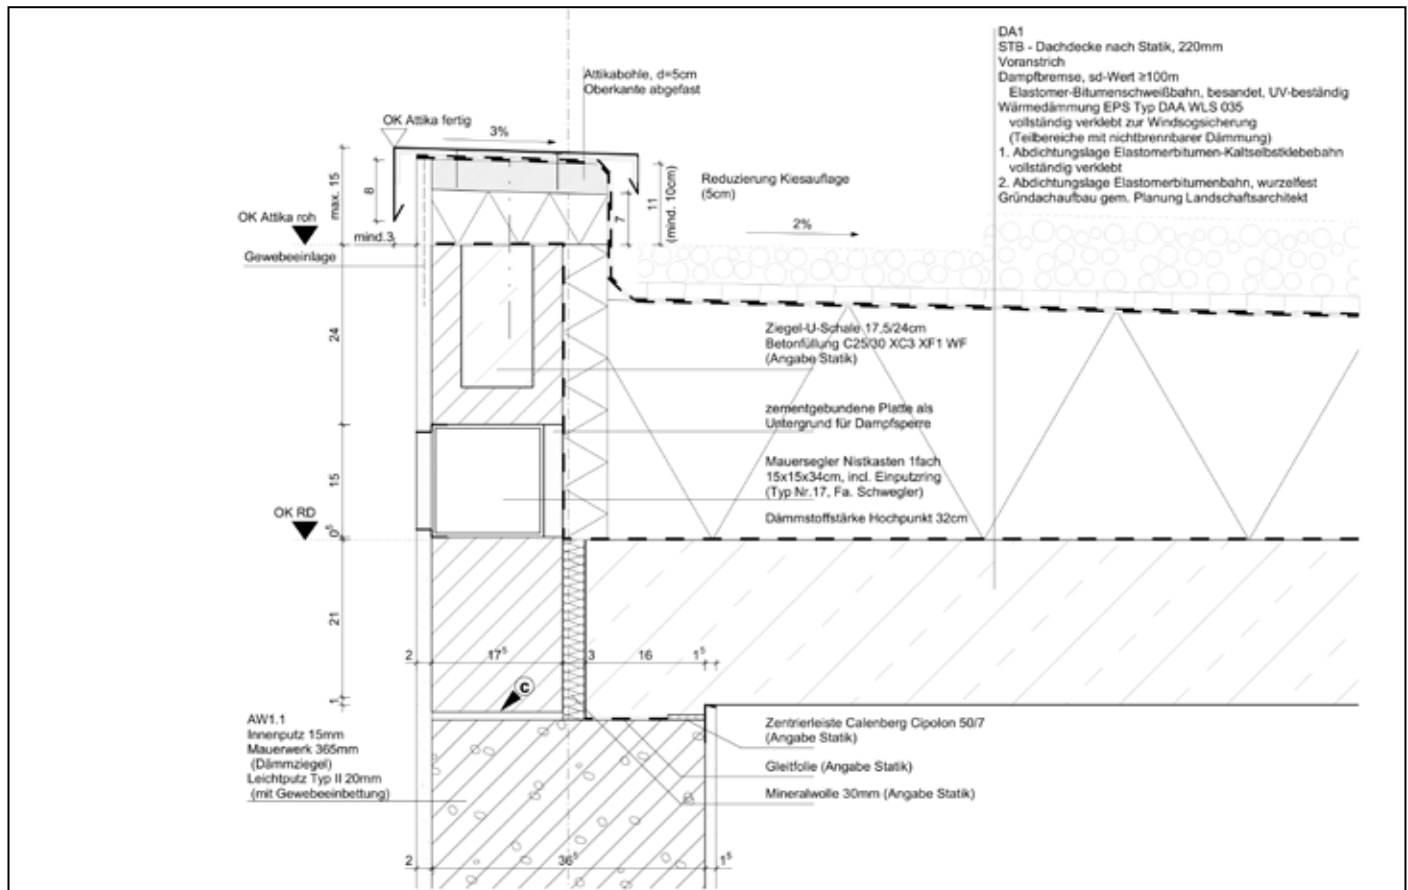 DA1
STB - Dachdecke nach Statik, 220mm
Voranstrich
Dampfbremse, sd-Wert ≥100m
Elastomer-Bitumenschweißbahn, besandet, UV-beständig
Wärmedämmung EPS Typ DAA WLS 035
vollständig verklebt zur Windsogsicherung
(Teilbereiche mit nichtbrennbarer Dämmung)
1. Abdichtungslage Elastomerbitumen-Kaltselbstklebebahn
vollständig verklebt
2. Abdichtungslage Elastomerbitumenbahn, wurzelfest
Gründachaufbau gem. Planung Landschaftsarchitekt
Attikabohle, d=5cm
Oberkante abgefast
OK Attika fertig
3%
max. 15
8
mind.3
7
11
(mind. 10cm)
Reduzierung Kiesauflage
(5cm)
2%
OK Attika roh
Gewebeeinlage
24
Ziegel-U-Schale 17,5/24cm
Betonfüllung C25/30 XC3 XF1 WF
(Angabe Statik)
zementgebundene Platte als
Untergrund für Dampfsperre
Mauersegler Nistkasten 1fach
15x15x34cm, incl. Einputzring
(Typ Nr.17, Fa. Schwegler)
Dämmstoffstärke Hochpunkt 32cm
15
OK RD
0⁵
21
2 17⁵ 3 16 1⁵
C
1
AW1.1
Innenputz 15mm
Mauerwerk 365mm
(Dämmziegel)
Leichtputz Typ II 20mm
(mit Gewebeeinbettung)
Zentrierleiste Calenberg Cipolon 50/7
(Angabe Statik)
Gleitfolie (Angabe Statik)
Mineralwolle 30mm (Angabe Statik)
2 36⁵ 1⁵